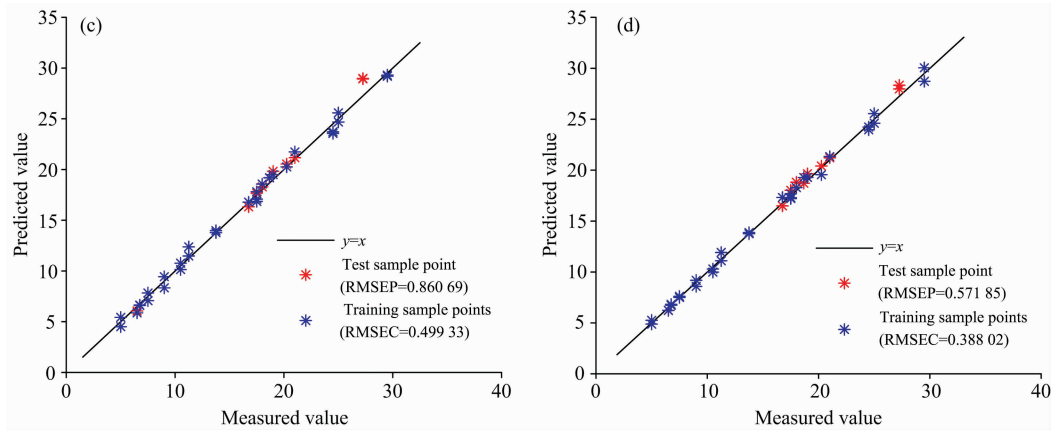 (c)
35
30
25
20
15
10
5
0
Predicted value
0 10 20 30 40
Measured value
y=x
Test sample point
(RMSEP=0.860 69)
Training sample points
(RMSEC=0.499 33)
(d)
35
30
25
20
15
10
5
0
Predicted value
0 10 20 30 40
Measured value
y=x
Test sample point
(RMSEP=0.571 85)
Training sample points
(RMSEC=0.388 02)